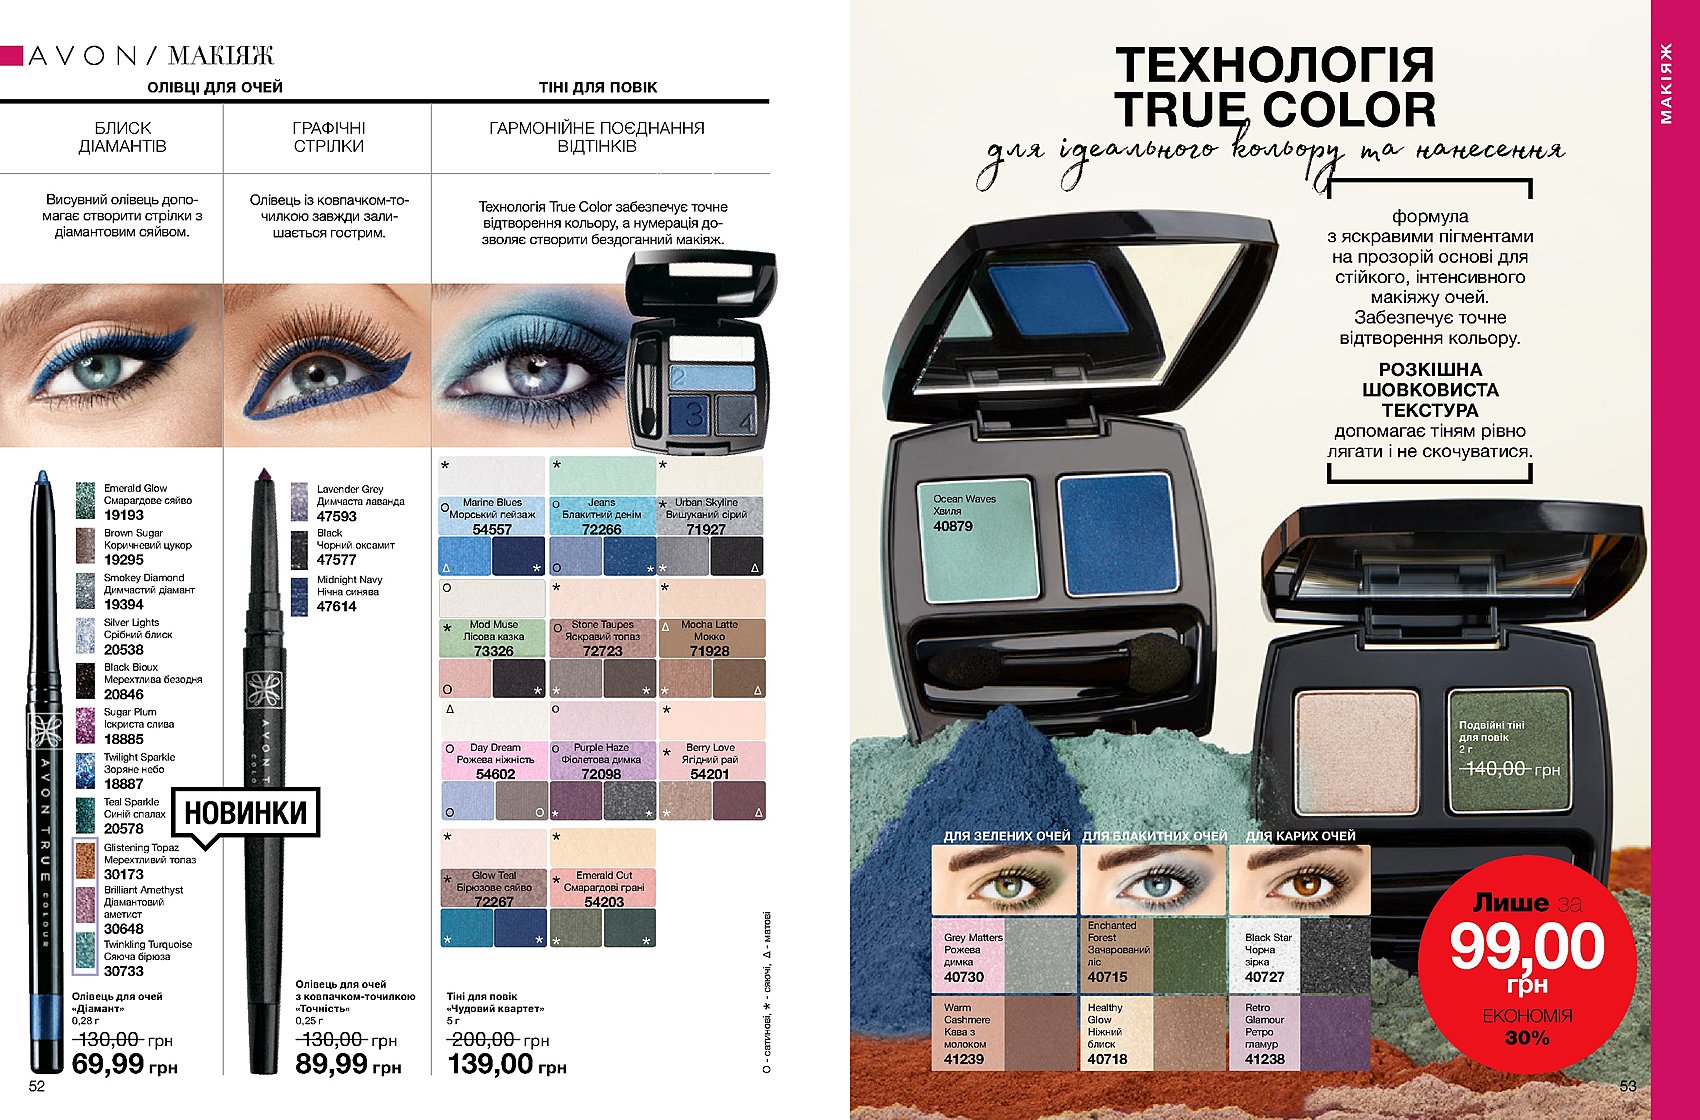 AVON / МАКІЯЖ
ОЛІВЦІ ДЛЯ ОЧЕЙ
ТІНІ ДЛЯ ПОВІК
БЛИСК
ДІАМАНТІВ
ГРАФІЧНІ
СТРІЛКИ
ГАРМОНІЙНЕ ПОЄДНАННЯ
ВІДТІНКІВ
Висувний олівець допо-
магає створити стрілки з
діамантовим сяйвом.
Олівець із ковпачком-то-
чилкою завжди зали-
шається гострим.
Технологія True Color забезпечує точне
відтворення кольору, а нумерація до-
зволяє створити бездоганний макіяж.
2
3
4
Emerald Glow
Смарагдове сяйво
19193
Brown Sugar
Коричневий цукор
19295
Smokey Diamond
Димчастий діамант
19394
Silver Lights
Срібний блиск
20538
Black Bioux
Мерехтлива безодня
20846
Sugar Plum
Іскриста слива
18885
Twilight Sparkle
Зоряне небо
18887
Teal Sparkle
Синій спалах
20578
Glistening Topaz
Мерехтливий топаз
30173
Brilliant Amethyst
Діамантовий
аметист
30648
Twinkling Turquoise
Сяюча бірюза
30733
AVON TRUE COLOUR
Олівець для очей
«Діамант»
0,28 г
130,00 грн
69,99 грн
НОВИНКИ
Lavender Grey
Димчаста лаванда
47593
Black
Чорний оксамит
47577
Midnight Navy
Нічна синява
47614
AVON T
COLO
Олівець для очей
з ковпачком-точилкою
«Точність»
0,25 г
130,00 грн
89,99 грн
Marine Blues
Морський пейзаж
54557
Jeans
Блакитний денім
72266
Urban Skyline
Вишуканий сірий
71927
Mod Muse
Лісова казка
73326
Stone Taupes
Яскравий топаз
72723
Mocha Latte
Мокко
71928
Day Dream
Рожева ніжність
54602
Purple Haze
Фіолетова димка
72098
Berry Love
Ягідний рай
54201
Glow Teal
Бірюзове сяйво
72267
Emerald Cut
Смарагдові грані
54203
Тіні для повік
«Чудовий квартет»
5 г
200,00 грн
139,00 грн
О - сатинові, * - сяючі, Δ - матові
52
МАКІЯЖ
ТЕХНОЛОГІЯ
TRUE COLOR
для ідеального кольору та нанесення
формула
з яскравими пігментами
на прозорій основі для
стійкого, інтенсивного
макіяжу очей.
Забезпечує точне
відтворення кольору.
РОЗКІШНА
ШОВКОВИСТА
ТЕКСТУРА
допомагає тіням рівно
лягати і не скочуватися.
Ocean Waves
Хвиля
40879
Подвійні тіні
для повік
2 г
140,00 грн
ДЛЯ ЗЕЛЕНИХ ОЧЕЙ
ДЛЯ БЛАКИТНИХ ОЧЕЙ
ДЛЯ КАРИХ ОЧЕЙ
Grey Matters
Рожева
димка
40730
Enchanted
Forest
Зачарований
ліс
40715
Black Star
Чорна
зірка
40727
Warm
Cashmere
Кава з
молоком
41239
Healthy
Glow
Ніжний
блиск
40718
Retro
Glamour
Ретро
гламур
41238
Лише за
99,00
грн
ЕКОНОМІЯ
30%
53